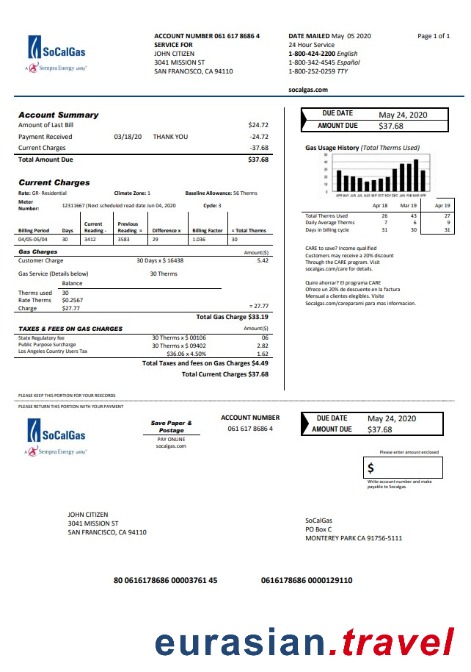 SoCalGas
A Sempra Energy utility®
ACCOUNT NUMBER 061 617 8686 4
SERVICE FOR
JOHN CITIZEN
3041 MISSION ST
SAN FRANCISCO, CA 94110
DATE MAILED May 05 2020
24 Hour Service
1-800-424-2200 English
1-800-342-4545 Español
1-800-252-0259 TTY
socalgas.com
Page 1 of 1
Account Summary
Amount of Last Bill $24.72
Payment Received 03/18/20 THANK YOU -24.72
Current Charges -37.68
Total Amount Due $37.68
DUE DATE May 24, 2020
AMOUNT DUE $37.68
Gas Usage History (Total Therms Used)
Apr 18 Mar 19 Apr 19
Total Therms Used 26 43 27
Daily Average Therms 7 6 9
Days in billing cycle 31 30 31
CARE to save? Income qualified
Customers may receive a 20% discount
Through the CARE program. Visit
socalgas.com/care for details.
Quire ahorrar? El programa CARE
Ofrece un 20% de descuento en la factura
Mensual a clientes elegibles. Visite
Socalgas.com/careparami para mos informacion.
Current Charges
Rate: GR- Residential Climate Zone: 1 Baseline Allowance: 56 Therms
Meter Number: 12313667 (Next scheduled read date Jun 04, 2020 Cycle: 3
Billing Period Days Current Reading - Previous Reading = Difference x Billing Factor = Total Therms
04/05-05/04 30 3412 3583 29 1.036 30
Gas Charges Amount($)
Customer Charge 30 Days x $ 16438 5.42
Gas Service (Details below) 30 Therms
Balance
Therms used 30
Rate Therms $0.2567
Charge $27.77 = 27.77
Total Gas Charge $33.19
TAXES & FEES ON GAS CHARGES Amount($)
State Regulatory fee 30 Therms x $ 00106 06
Public Purpose Surcharge 30 Therms x $ 09402 2.82
Los Angeles Country Users Tax $36.06 x 4.50% 1.62
Total Taxes and fees on Gas Charges $4.49
Total Current Charges $37.68
PLEASE KEEP THIS PORTION FOR YOUR REECORDS
PLEASE RETURN THIS PORTION WITH YOUR PAYMENT
SoCalGas
A Sempra Energy utility®
Save Paper &
Postage
PAY ONLINE
socalgas.com
ACCOUNT NUMBER
061 617 8686 4
DUE DATE May 24, 2020
AMOUNT DUE $37.68
Please enter amount enclosed
$
Write account number and make
payable to Socalgas
JOHN CITIZEN
3041 MISSION ST
SAN FRANCISCO, CA 94110
SoCalGas
PO Box C
MONTEREY PARK CA 91756-5111
80 0616178686 00003761 45 0616178686 0000129110
eurasian.travel